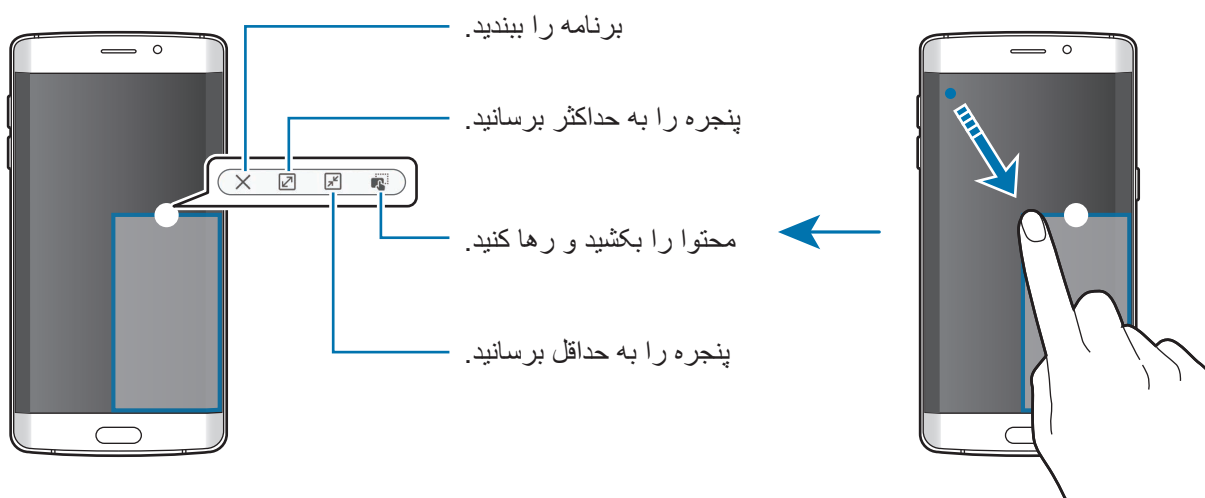 برنامه را ببندید.
پنجره را به حداکثر برسانید.
محتوا را بکشید و رها کنید.
پنجره را به حداقل برسانید.